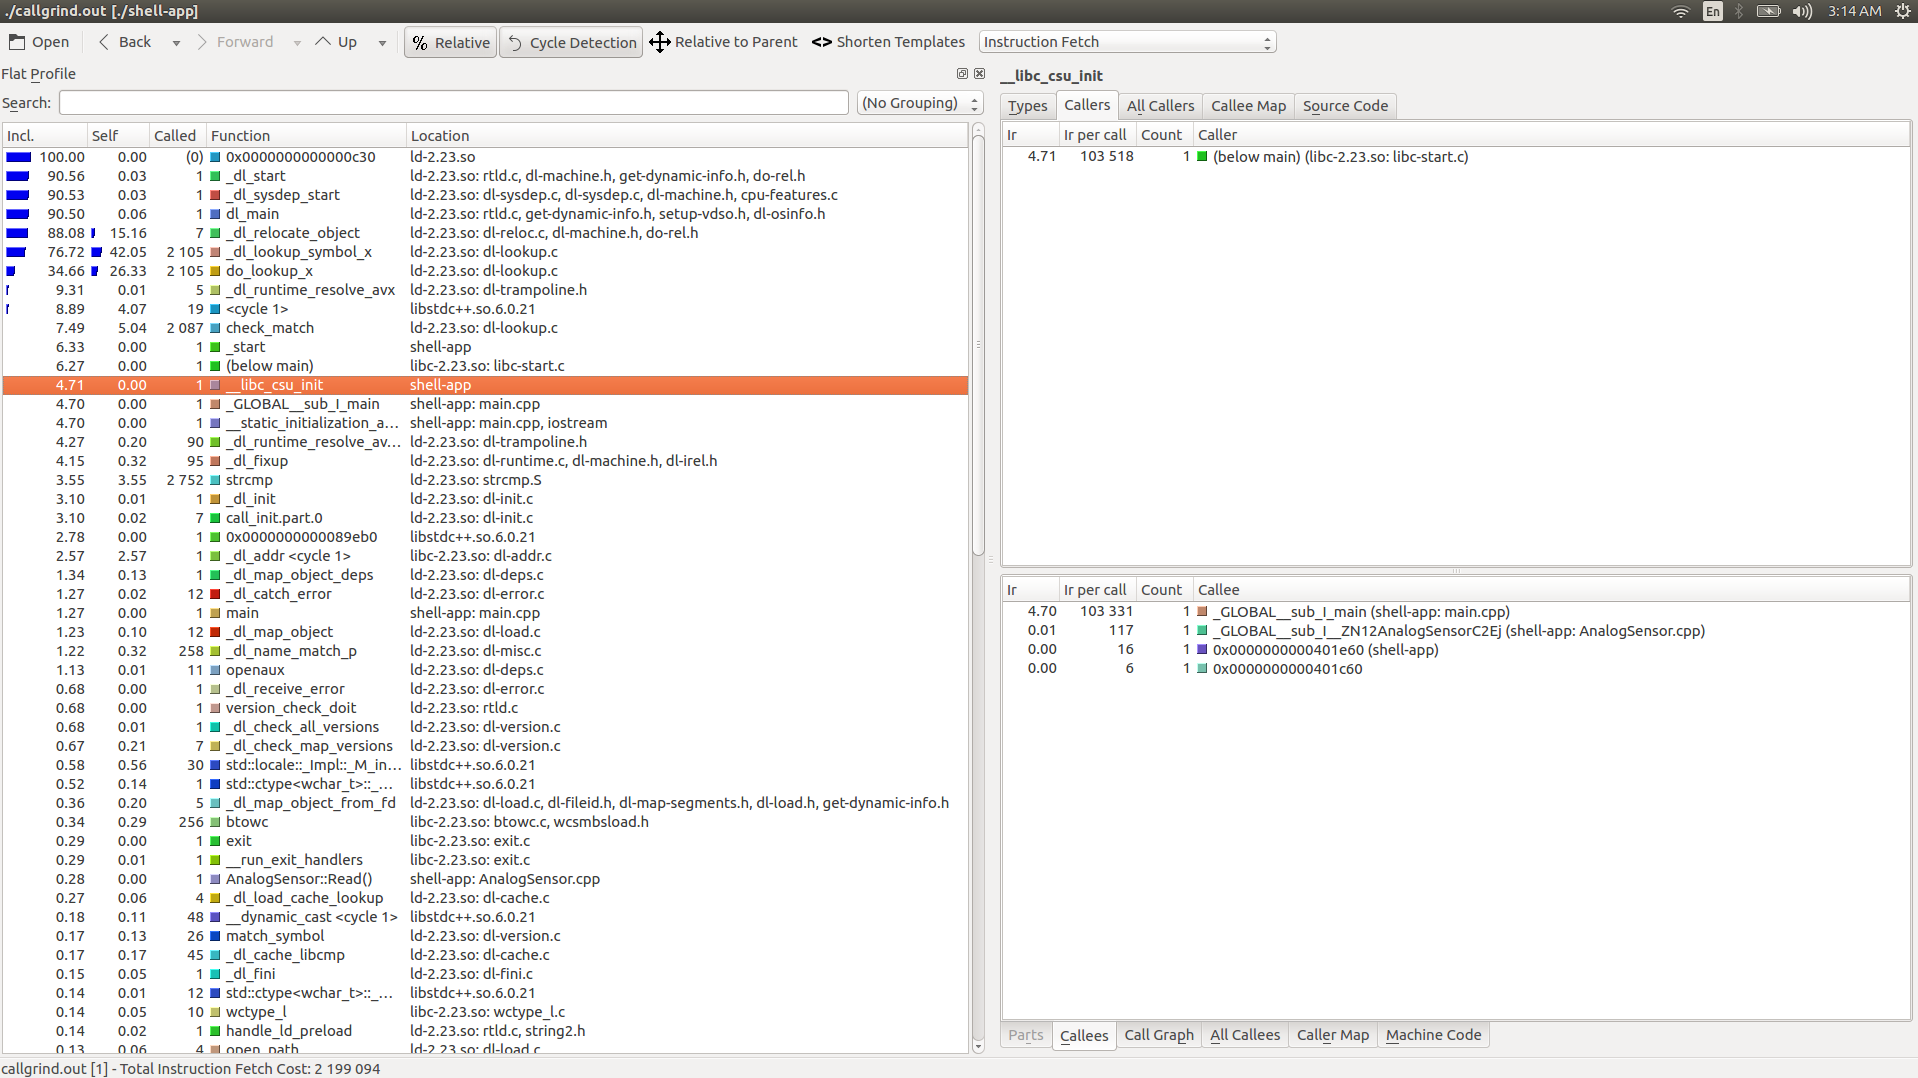 ./callgrind.out [./shell-app]
En 3:14 AM
Open Back Forward Up % Relative Cycle Detection Relative to Parent <> Shorten Templates Instruction Fetch
Flat Profile
Search: (No Grouping)
Incl. Self Called Function Location
100.00 0.00 (0) 0x0000000000000c30 ld-2.23.so
90.56 0.03 1 _dl_start ld-2.23.so: rtld.c, dl-machine.h, get-dynamic-info.h, do-rel.h
90.53 0.03 1 _dl_sysdep_start ld-2.23.so: dl-sysdep.c, dl-sysdep.c, dl-machine.h, cpu-features.c
90.50 0.06 1 dl_main ld-2.23.so: rtld.c, get-dynamic-info.h, setup-vdso.h, dl-osinfo.h
88.08 15.16 7 _dl_relocate_object ld-2.23.so: dl-reloc.c, dl-machine.h, do-rel.h
76.72 42.05 2 105 _dl_lookup_symbol_x ld-2.23.so: dl-lookup.c
34.66 26.33 2 105 do_lookup_x ld-2.23.so: dl-lookup.c
9.31 0.01 5 _dl_runtime_resolve_avx ld-2.23.so: dl-trampoline.h
8.89 4.07 19 <cycle 1> libstdc++.so.6.0.21
7.49 5.04 2 087 check_match ld-2.23.so: dl-lookup.c
6.33 0.00 1 _start shell-app
6.27 0.00 1 (below main) libc-2.23.so: libc-start.c
4.71 0.00 1 __libc_csu_init shell-app
4.70 0.00 1 _GLOBAL__sub_I_main shell-app: main.cpp
4.70 0.00 1 __static_initialization_a... shell-app: main.cpp, iostream
4.27 0.20 90 _dl_runtime_resolve_av... ld-2.23.so: dl-trampoline.h
4.15 0.32 95 _dl_fixup ld-2.23.so: dl-runtime.c, dl-machine.h, dl-irel.h
3.55 3.55 2 752 strcmp ld-2.23.so: strcmp.S
3.10 0.01 1 _dl_init ld-2.23.so: dl-init.c
3.10 0.02 7 call_init.part.0 ld-2.23.so: dl-init.c
2.78 0.00 1 0x0000000000089eb0 libstdc++.so.6.0.21
2.57 2.57 1 _dl_addr <cycle 1> libc-2.23.so: dl-addr.c
1.34 0.13 1 _dl_map_object_deps ld-2.23.so: dl-deps.c
1.27 0.02 12 _dl_catch_error ld-2.23.so: dl-error.c
1.27 0.00 1 main shell-app: main.cpp
1.23 0.10 12 _dl_map_object ld-2.23.so: dl-load.c
1.22 0.32 258 _dl_name_match_p ld-2.23.so: dl-misc.c
1.13 0.01 11 openaux ld-2.23.so: dl-deps.c
0.68 0.00 1 _dl_receive_error ld-2.23.so: dl-error.c
0.68 0.00 1 version_check_doit ld-2.23.so: rtld.c
0.68 0.01 1 _dl_check_all_versions ld-2.23.so: dl-version.c
0.67 0.21 7 _dl_check_map_versions ld-2.23.so: dl-version.c
0.58 0.56 30 std::locale::_Impl::_M_in... libstdc++.so.6.0.21
0.52 0.14 1 std::ctype<wchar_t>::_... libstdc++.so.6.0.21
0.36 0.20 5 _dl_map_object_from_fd ld-2.23.so: dl-load.c, dl-fileid.h, dl-map-segments.h, dl-load.h, get-dynamic-info.h
0.34 0.29 256 btowc libc-2.23.so: btowc.c, wcsmbsload.h
0.29 0.00 1 exit libc-2.23.so: exit.c
0.29 0.01 1 __run_exit_handlers libc-2.23.so: exit.c
0.28 0.00 1 AnalogSensor::Read() shell-app: AnalogSensor.cpp
0.27 0.06 4 _dl_load_cache_lookup ld-2.23.so: dl-cache.c
0.18 0.11 48 __dynamic_cast <cycle 1> libstdc++.so.6.0.21
0.17 0.13 26 match_symbol ld-2.23.so: dl-version.c
0.17 0.17 45 _dl_cache_libcmp ld-2.23.so: dl-cache.c
0.15 0.05 1 _dl_fini ld-2.23.so: dl-fini.c
0.14 0.01 12 std::ctype<wchar_t>::_... libstdc++.so.6.0.21
0.14 0.05 10 wctype_l libc-2.23.so: wctype_l.c
0.14 0.02 1 handle_ld_preload ld-2.23.so: rtld.c, string2.h
0.13 0.06 4 open_path ld-2.23.so: dl-load.c
__libc_csu_init
Types Callers All Callers Callee Map Source Code
Ir Ir per call Count Caller
4.71 103 518 1 (below main) (libc-2.23.so: libc-start.c)
Ir Ir per call Count Callee
4.70 103 331 1 _GLOBAL__sub_I_main (shell-app: main.cpp)
0.01 117 1 _GLOBAL__sub_I__ZN12AnalogSensorC2Ej (shell-app: AnalogSensor.cpp)
0.00 16 1 0x0000000000401e60 (shell-app)
0.00 6 1 0x0000000000401c60
Parts Callees Call Graph All Callees Caller Map Machine Code
callgrind.out [1] - Total Instruction Fetch Cost: 2 199 094